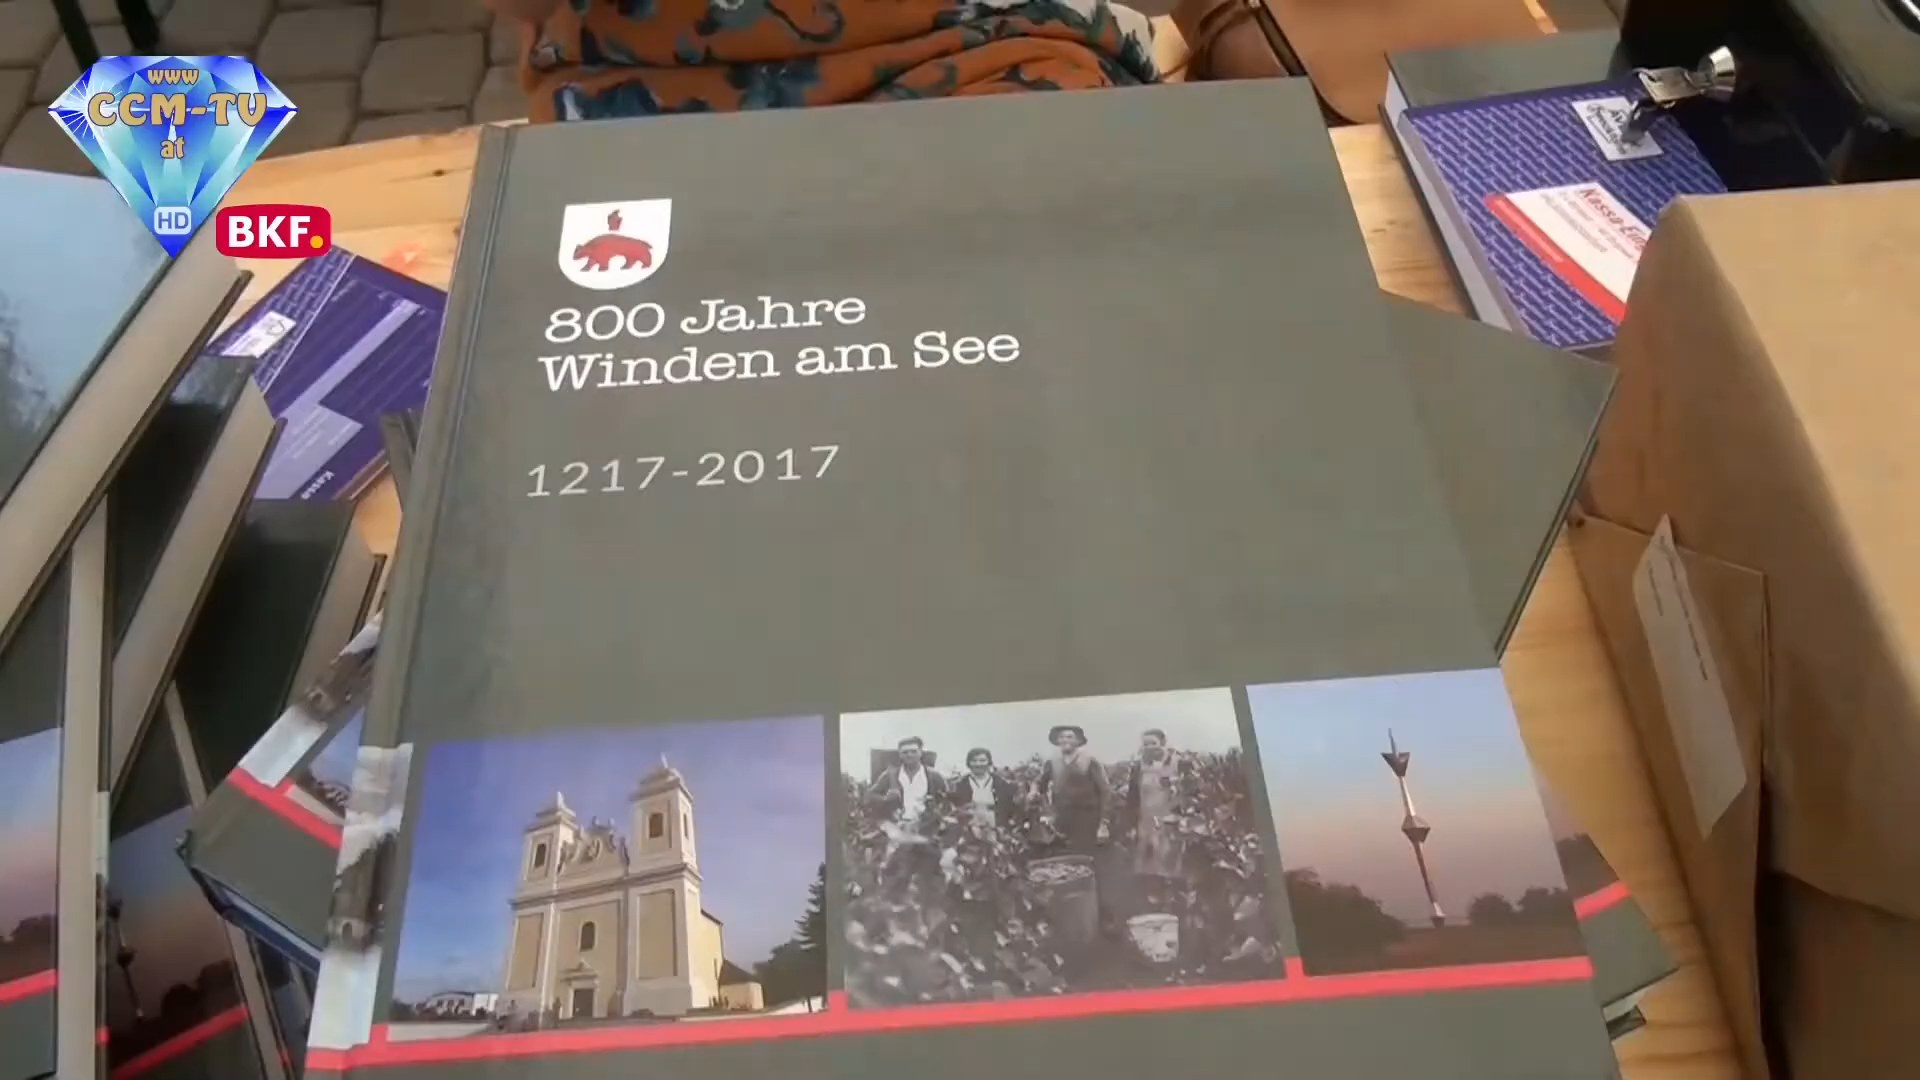 www
CCM-TV
at
HD
BKF.
800 Jahre
Winden am See
1217-2017